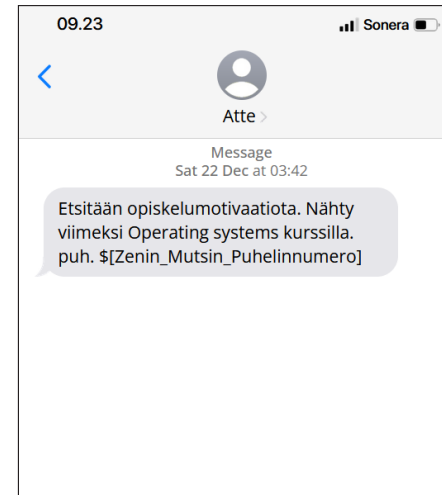 09.23 Sonera
Atte
Message
Sat 22 Dec at 03:42
Etsitään opiskelumotivaatiota. Nähty
viimeksi Operating systems kurssilla.
puh. $[Zenin_Mutsin_Puhelinnumero]